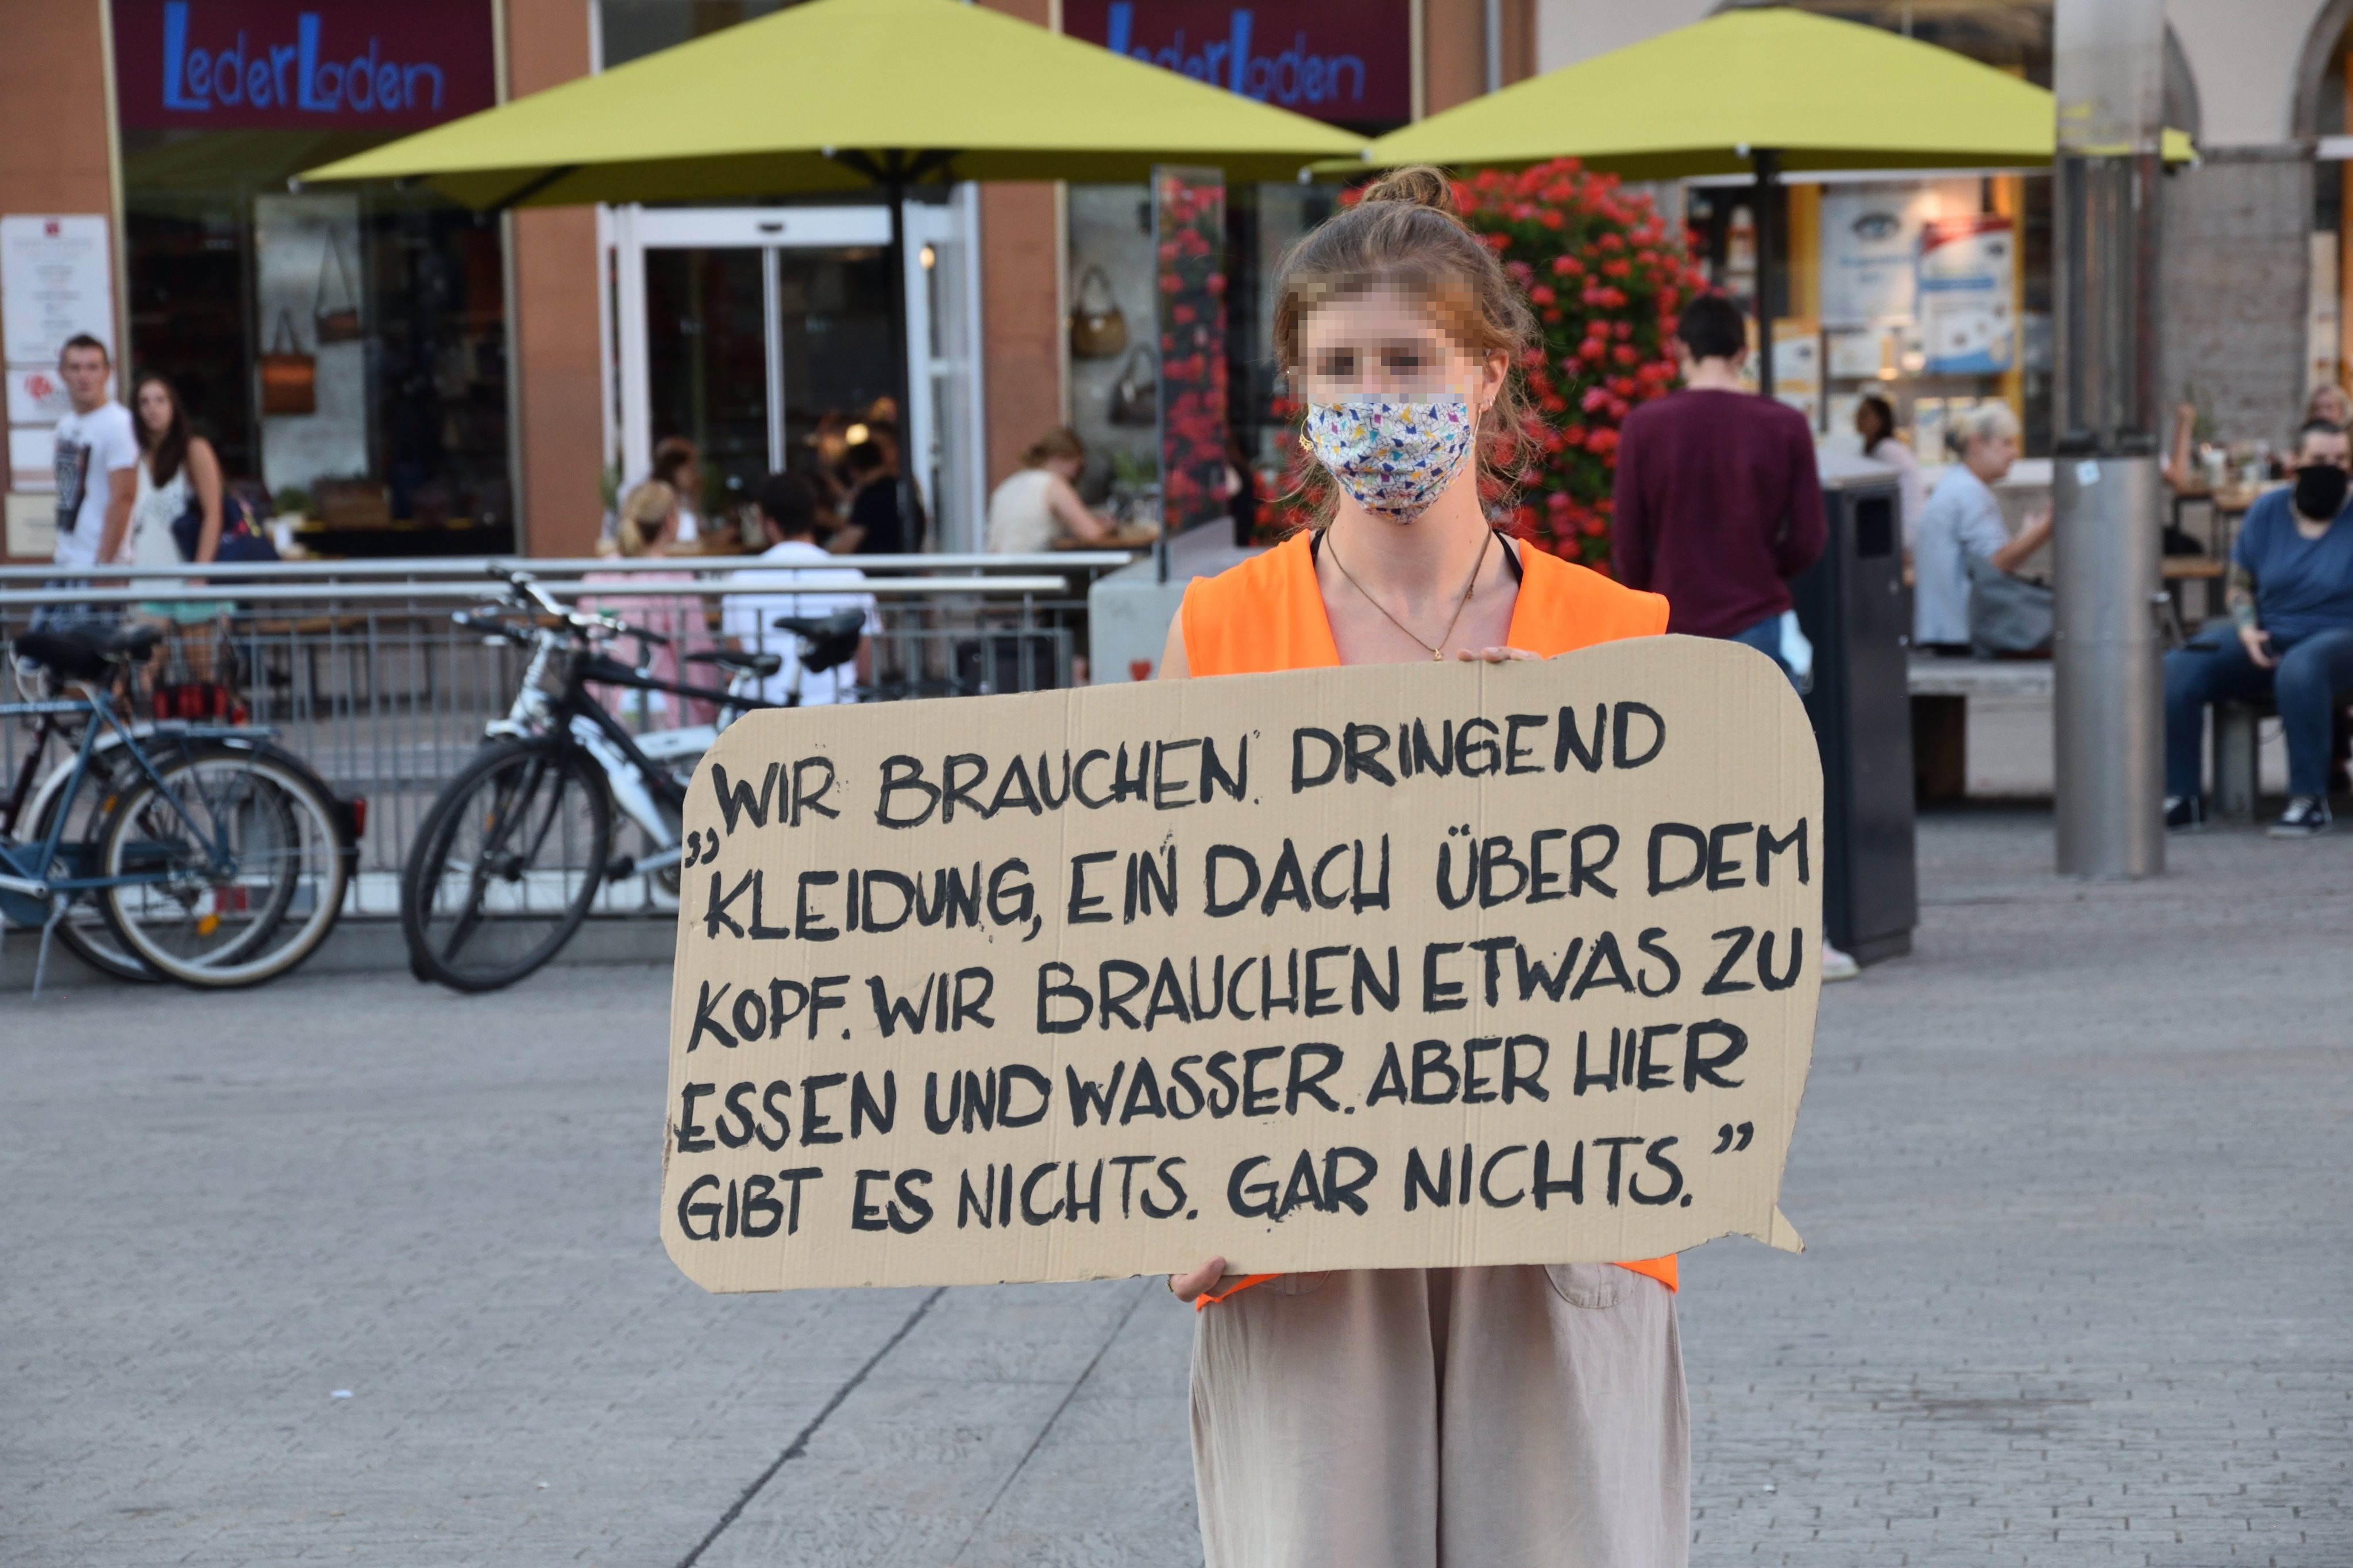 LederLaden
LederLaden
„WIR BRAUCHEN DRINGEND
KLEIDUNG, EIN DACH ÜBER DEM
KOPF. WIR BRAUCHEN ETWAS ZU
ESSEN UND WASSER. ABER HIER
GIBT ES NICHTS. GAR NICHTS.”